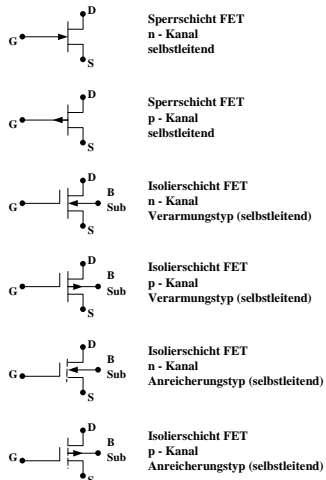 D
Sperrschicht FET
n - Kanal
G
selbstleitend
S
D
Sperrschicht FET
p - Kanal
G
selbstleitend
S
D
B
Isolierschicht FET
n - Kanal
G
Sub
Verarmungstyp (selbstleitend)
S
D
B
Isolierschicht FET
p - Kanal
G
Sub
Verarmungstyp (selbstleitend)
S
D
B
Isolierschicht FET
n - Kanal
G
Sub
Anreicherungstyp (selbstleitend)
S
D
B
Isolierschicht FET
p - Kanal
G
Sub
Anreicherungstyp (selbstleitend)
S